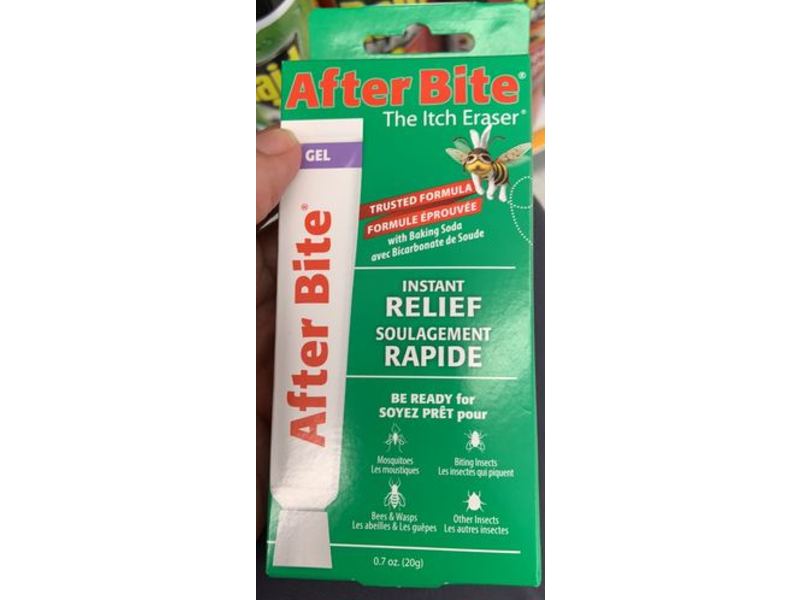 After Bite®
The Itch Eraser®
GEL
After Bite®
TRUSTED FORMULA
FORMULE ÉPROUVÉE
with Baking Soda
avec Bicarbonate de Soude
INSTANT
RELIEF
SOULAGEMENT
RAPIDE
BE READY for
SOYEZ PRÊT pour
Mosquitoes
Les moustiques
Biting Insects
Les insectes qui piquent
Bees & Wasps
Les abeilles & Les guêpes
Other Insects
Les autres insectes
0.7 oz. (20g)